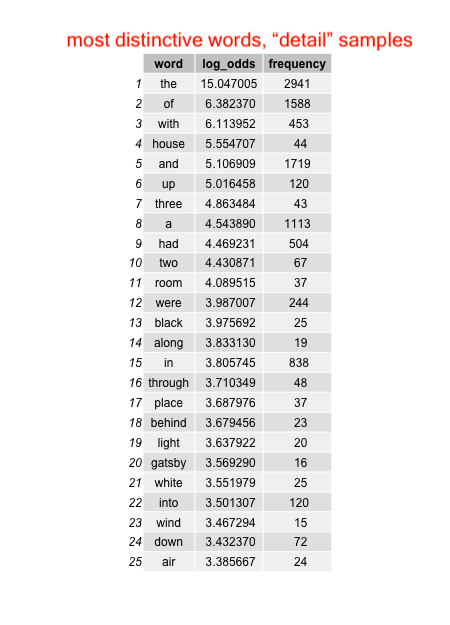 most distinctive words, “detail” samples
word log_odds frequency
1 the 15.047005 2941
2 of 6.382370 1588
3 with 6.113952 453
4 house 5.554707 44
5 and 5.106909 1719
6 up 5.016458 120
7 three 4.863484 43
8 a 4.543890 1113
9 had 4.469231 504
10 two 4.430871 67
11 room 4.089515 37
12 were 3.987007 244
13 black 3.975692 25
14 along 3.833130 19
15 in 3.805745 838
16 through 3.710349 48
17 place 3.687976 37
18 behind 3.679456 23
19 light 3.637922 20
20 gatsby 3.569290 16
21 white 3.551979 25
22 into 3.501307 120
23 wind 3.467294 15
24 down 3.432370 72
25 air 3.385667 24